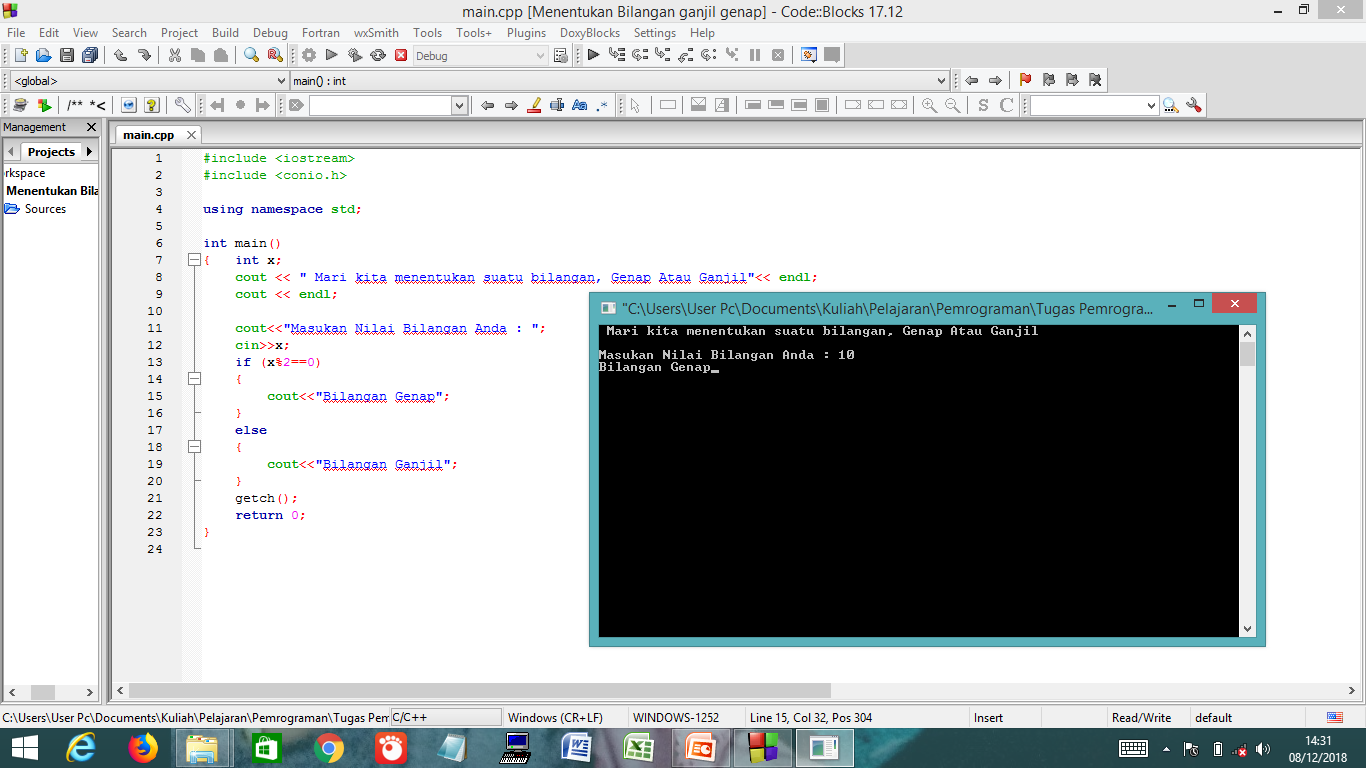 main.cpp [Menentukan Bilangan ganjil genap] - Code::Blocks 17.12
File Edit View Search Project Build Debug Fortran wxSmith Tools Tools+ Plugins DoxyBlocks Settings Help
Debug
<global> main() : int
/** *< Aa .* S C
Management main.cpp
Projects
rkspace
Menentukan Bila
Sources
1 #include <iostream>
2 #include <conio.h>
3
4 using namespace std;
5
6 int main()
7 { int x;
8 cout << " Mari kita menentukan suatu bilangan, Genap Atau Ganjil"<< endl;
9 cout << endl;
10
11 cout<<"Masukan Nilai Bilangan Anda : ";
12 cin>>x;
13 if (x%2==0)
14 {
15 cout<<"Bilangan Genap";
16 }
17 else
18 {
19 cout<<"Bilangan Ganjil";
20 }
21 getch();
22 return 0;
23 }
24
"C:\Users\User Pc\Documents\Kuliah\Pelajaran\Pemrograman\Tugas Pemrogra...
Mari kita menentukan suatu bilangan, Genap Atau Ganjil
Masukan Nilai Bilangan Anda : 10
Bilangan Genap_
C:\Users\User Pc\Documents\Kuliah\Pelajaran\Pemrograman\Tugas Pem C/C++ Windows (CR+LF) WINDOWS-1252 Line 15, Col 32, Pos 304 Insert Read/Write default
14:31
08/12/2018